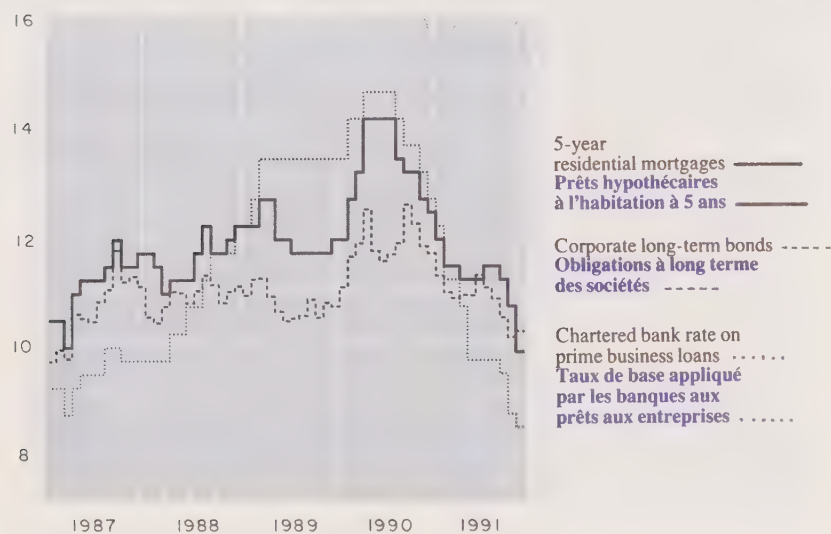 16
14
12
10
8
1987 1988 1989 1990 1991
5-year
residential mortgages
Prêts hypothécaires
à l'habitation à 5 ans
Corporate long-term bonds
Obligations à long terme
des sociétés
Chartered bank rate on
prime business loans
Taux de base appliqué
par les banques aux
prêts aux entreprises